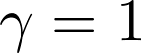 γ = 1